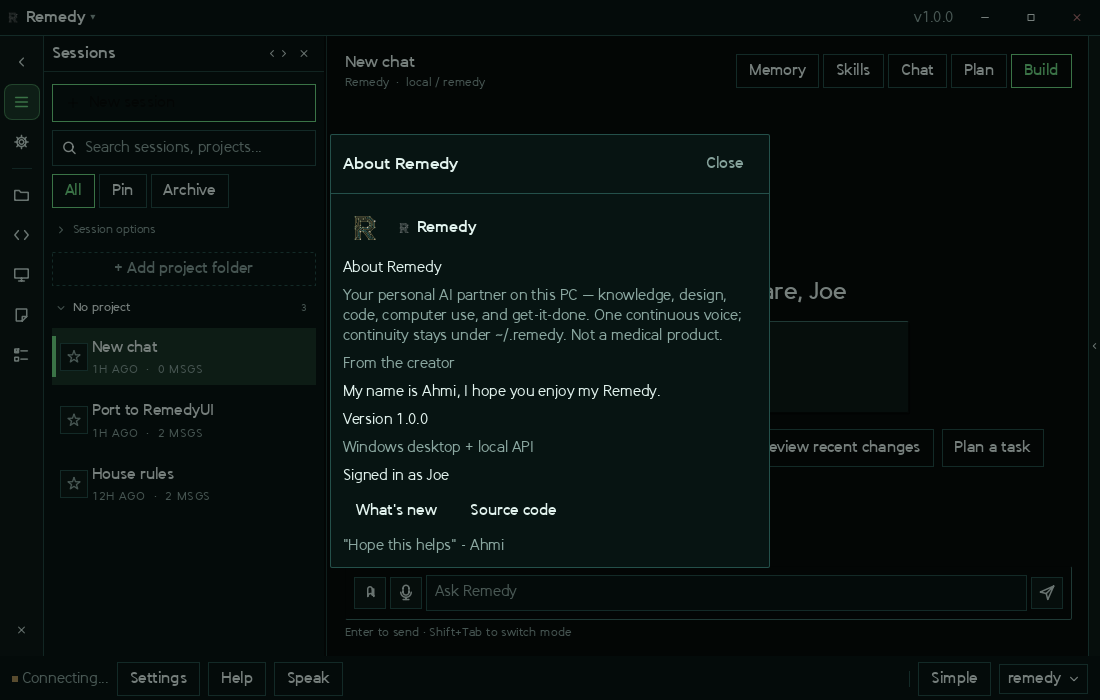 Remedy
v1.0.0
Sessions
Search sessions, projects...
All
Pin
Archive
Session options
+ Add project folder
No project
3
New chat
1H AGO · 0 MSGS
Port to RemedyUI
1H AGO · 2 MSGS
House rules
12H AGO · 2 MSGS
New chat
Remedy · local / remedy
Memory
Skills
Chat
Plan
Build
are, Joe
eview recent changes
Plan a task
About Remedy
Close
R
R Remedy
About Remedy
Your personal AI partner on this PC — knowledge, design,
code, computer use, and get-it-done. One continuous voice;
continuity stays under ~/.remedy. Not a medical product.
From the creator
My name is Ahmi, I hope you enjoy my Remedy.
Version 1.0.0
Windows desktop + local API
Signed in as Joe
What's new
Source code
"Hope this helps" - Ahmi
Ask Remedy
Enter to send · Shift+Tab to switch mode
Connecting...
Settings
Help
Speak
Simple
remedy